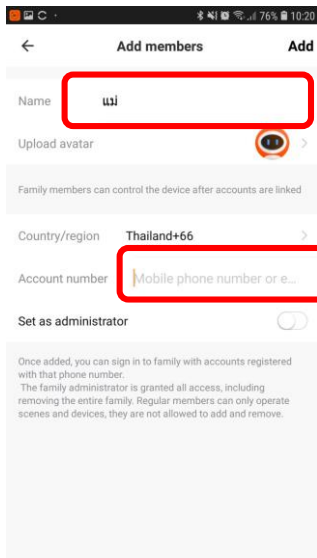 76% 10:20
Add members Add
Name แม่
Upload avatar
Family members can control the device after accounts are linked
Country/region Thailand+66
Account number Mobile phone number or e...
Set as administrator
Once added, you can sign in to family with accounts registered
with that phone number.
The family administrator is granted all access, including
removing the entire family. Regular members can only operate
scenes and devices, they are not allowed to add and remove.